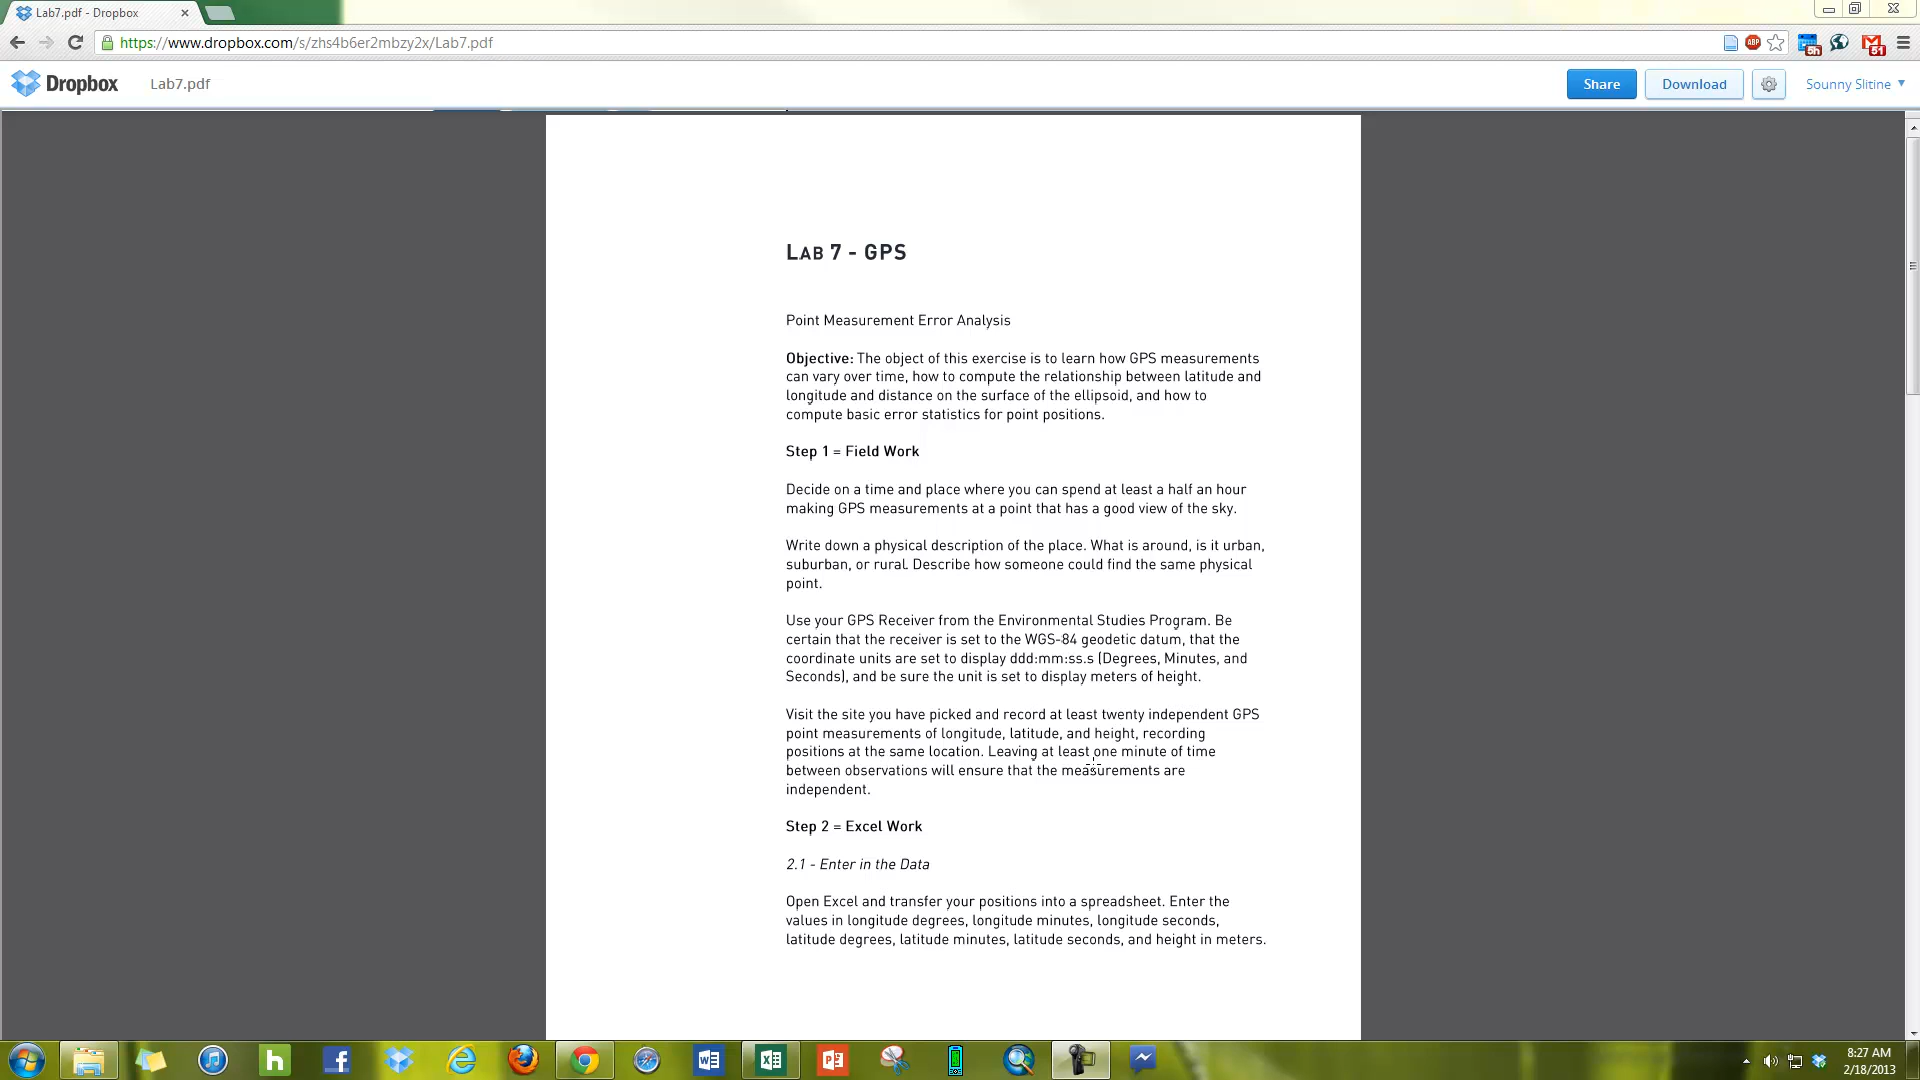 Lab7.pdf - Dropbox
https://www.dropbox.com/s/zhs4b6er2mbzy2x/Lab7.pdf
ABP
5h
51
Dropbox
Lab7.pdf
Share
Download
Sounny Slitine
LAB 7 - GPS
Point Measurement Error Analysis
Objective: The object of this exercise is to learn how GPS measurements
can vary over time, how to compute the relationship between latitude and
longitude and distance on the surface of the ellipsoid, and how to
compute basic error statistics for point positions.
Step 1 = Field Work
Decide on a time and place where you can spend at least a half an hour
making GPS measurements at a point that has a good view of the sky.
Write down a physical description of the place. What is around, is it urban,
suburban, or rural. Describe how someone could find the same physical
point.
Use your GPS Receiver from the Environmental Studies Program. Be
certain that the receiver is set to the WGS-84 geodetic datum, that the
coordinate units are set to display ddd:mm:ss.s (Degrees, Minutes, and
Seconds), and be sure the unit is set to display meters of height.
Visit the site you have picked and record at least twenty independent GPS
point measurements of longitude, latitude, and height, recording
positions at the same location. Leaving at least one minute of time
between observations will ensure that the measurements are
independent.
Step 2 = Excel Work
2.1 - Enter in the Data
Open Excel and transfer your positions into a spreadsheet. Enter the
values in longitude degrees, longitude minutes, longitude seconds,
latitude degrees, latitude minutes, latitude seconds, and height in meters.
8:27 AM
2/18/2013